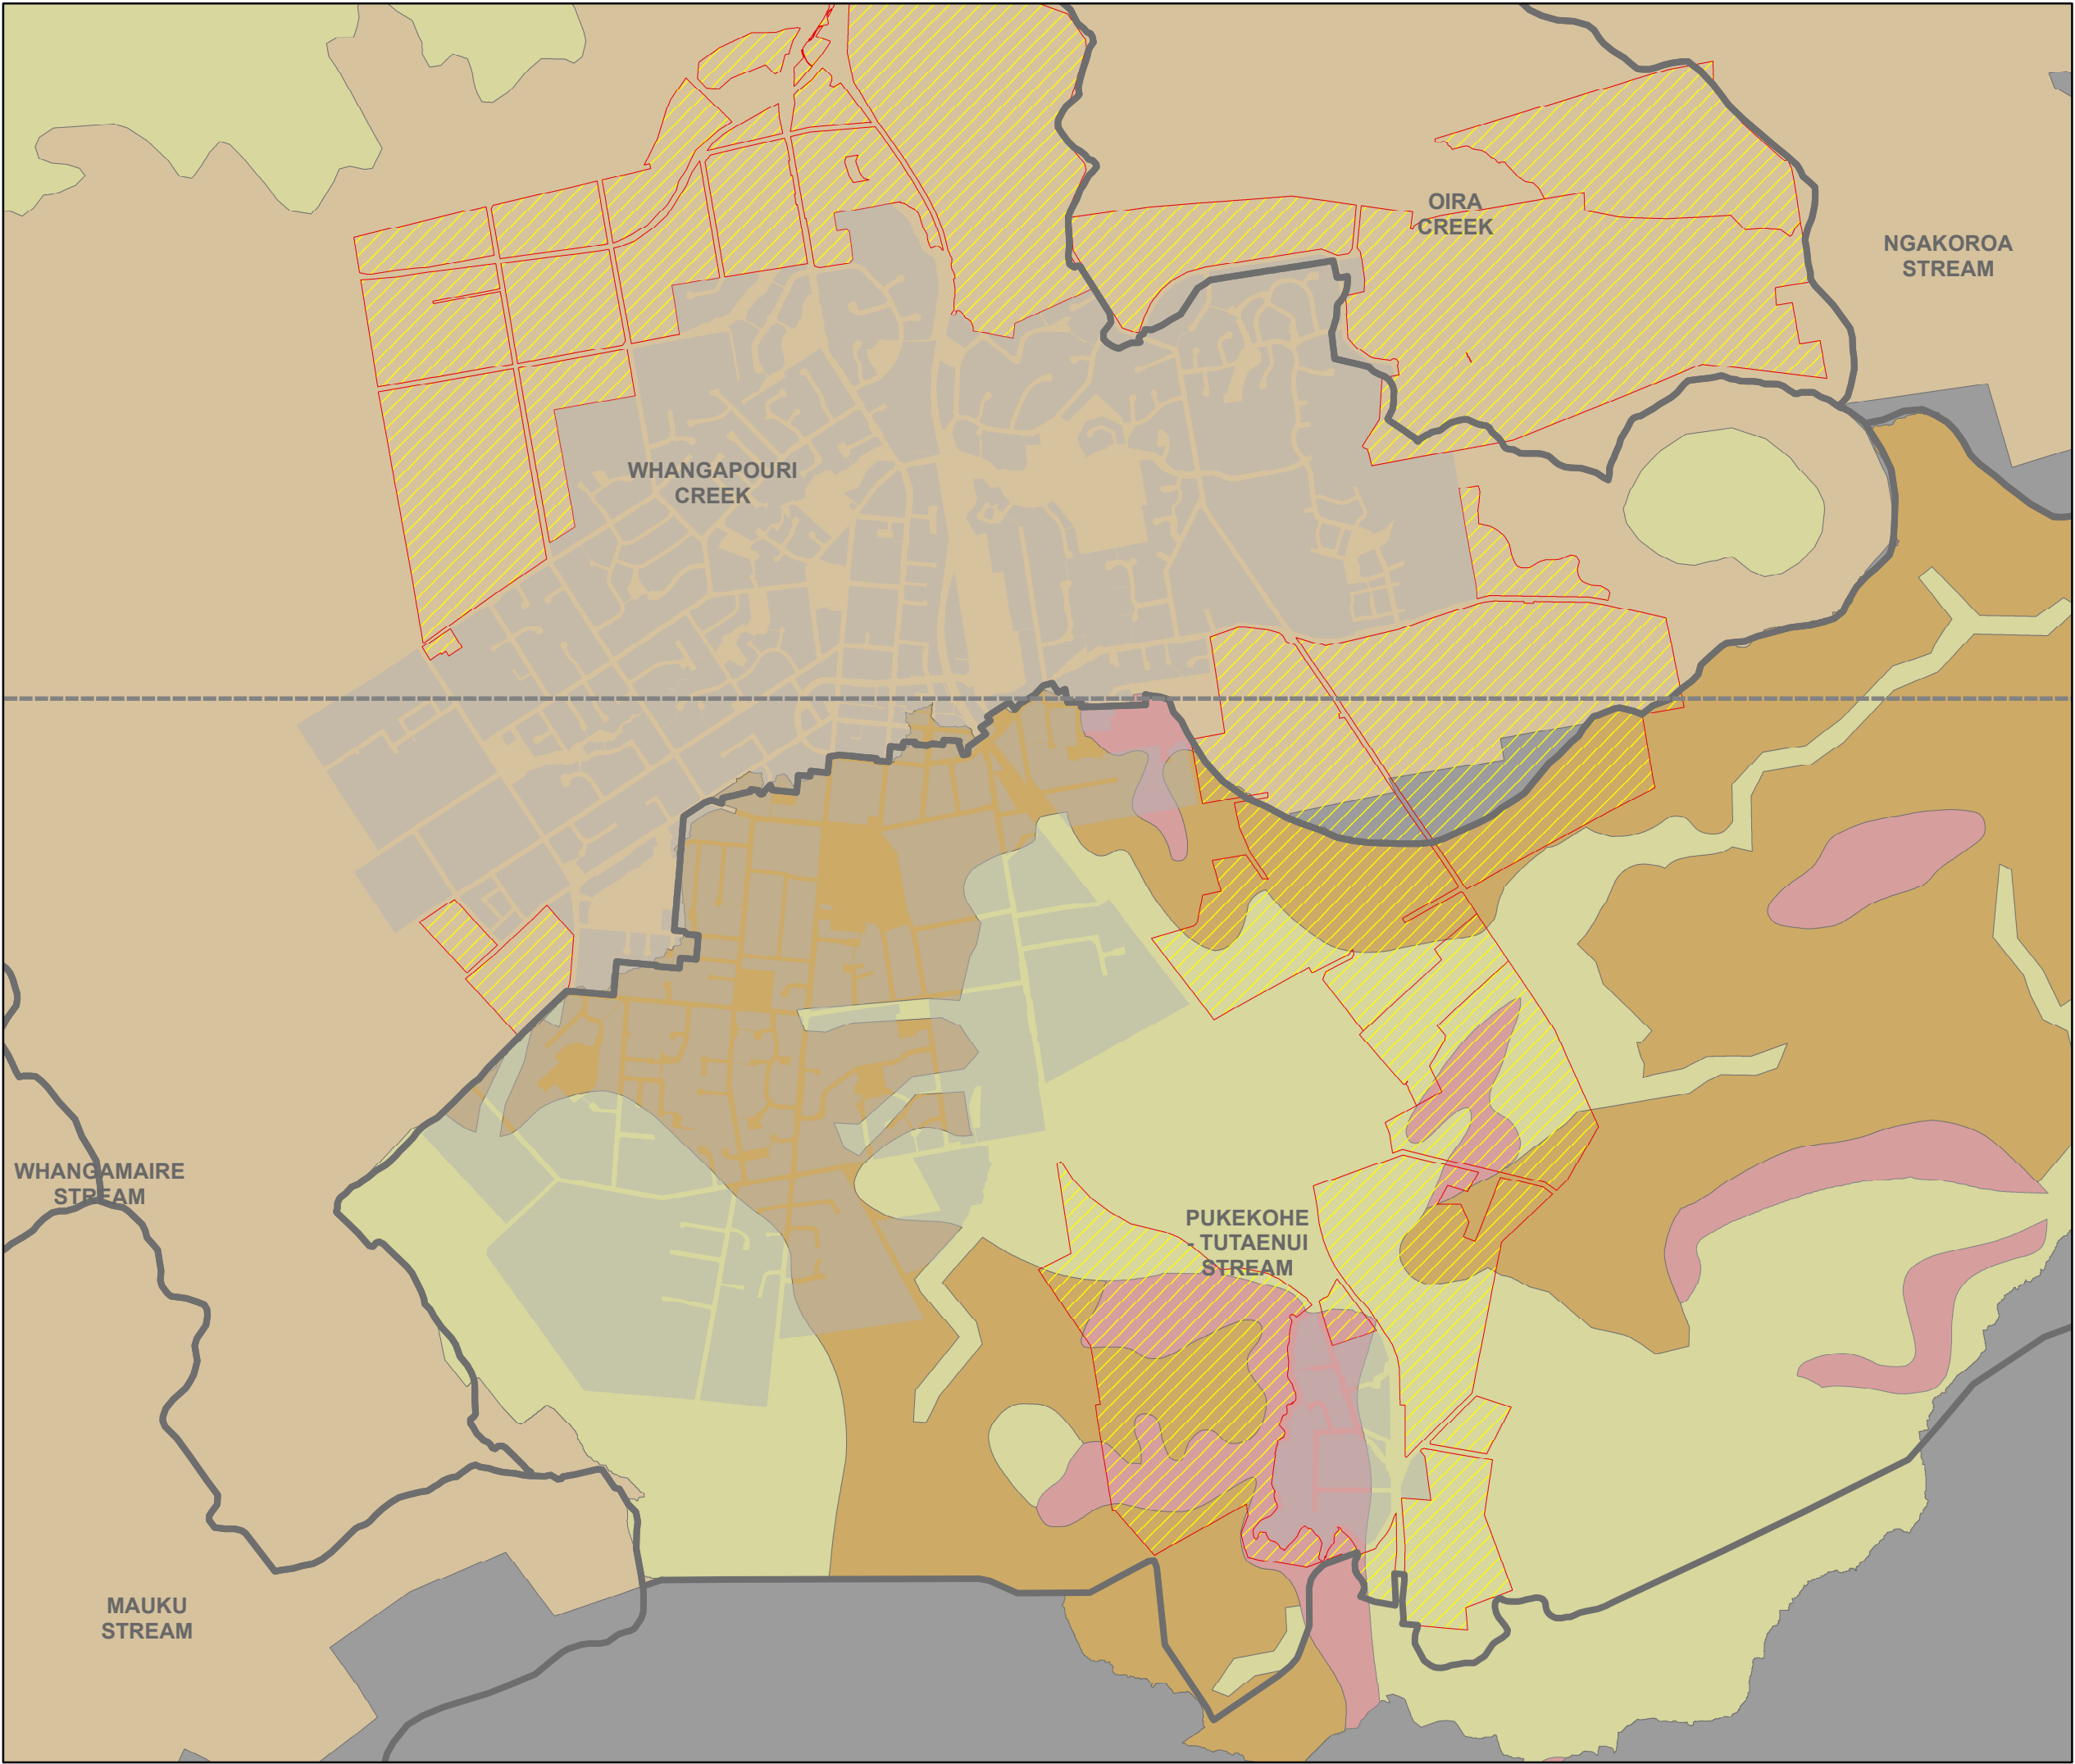 OIRA
CREEK
NGAKOROA
STREAM
WHANGAPOURI
CREEK
WHANGAMAIRE
STREAM
PUKEKOHE
- TUTAENUI
STREAM
MAUKU
STREAM